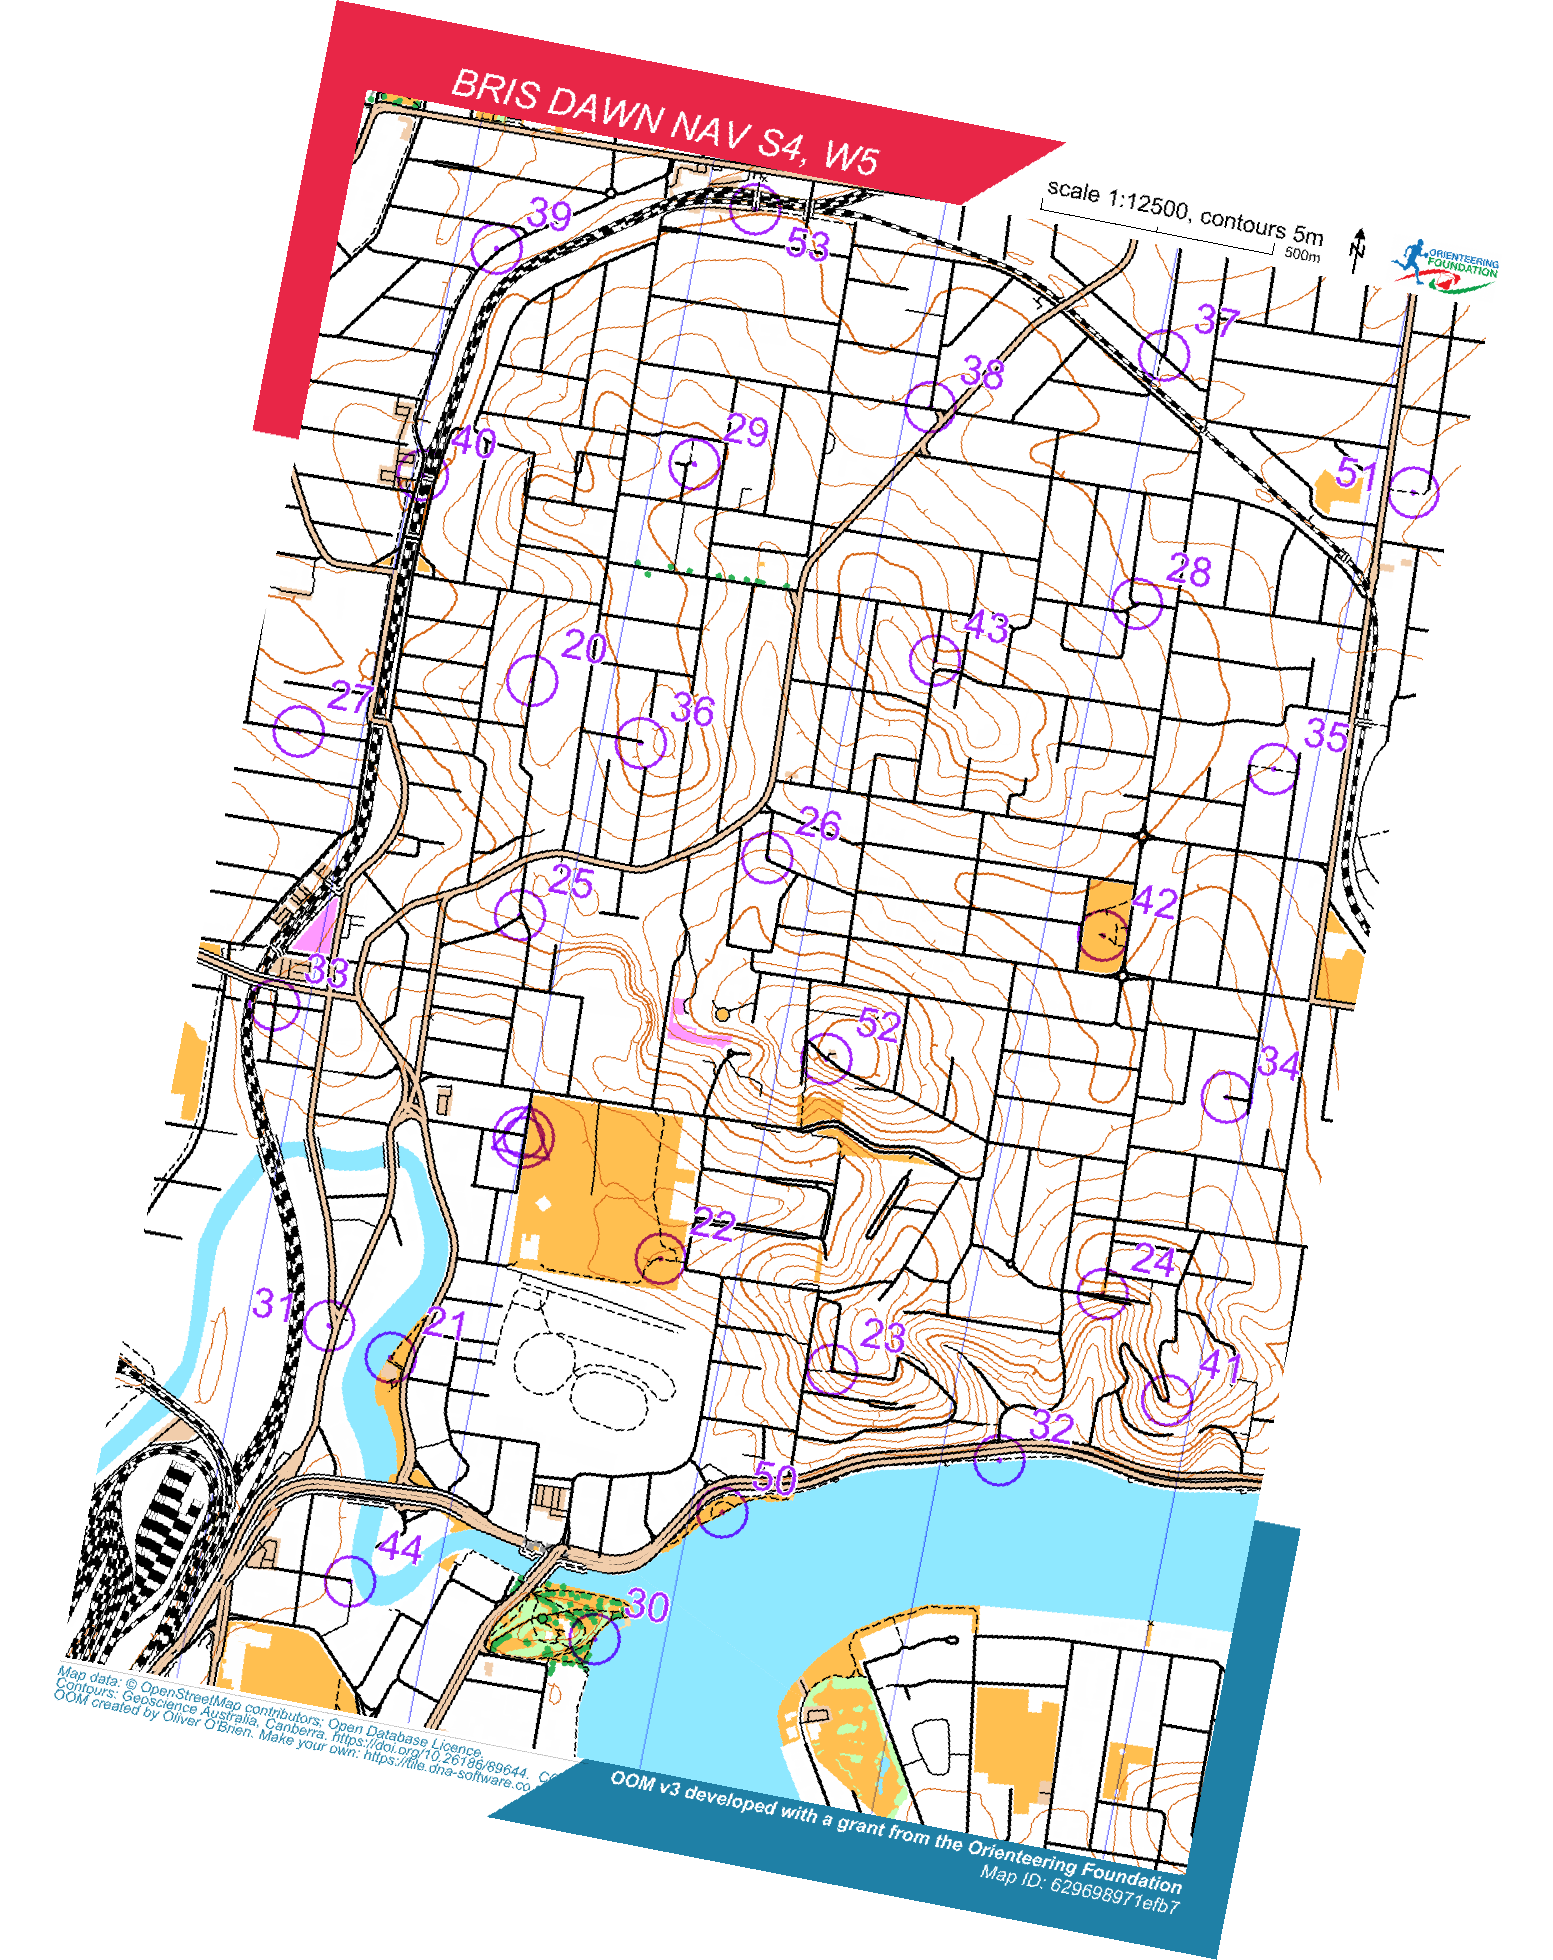 BRIS DAWN NAV S4, W5
scale 1:12500, contours 5m
500m
N
ORIENTEERING
FOUNDATION
39
53
37
38
40
29
51
28
43
20
27
36
35
26
25
42
33
52
34
22
24
31
21
23
41
32
50
44
30
Map data: © OpenStreetMap contributors, Open Database Licence.
Contours: Geoscience Australia, Canberra. https://doi.org/10.26186/89644. CC
OOM created by Oliver O'Brien. Make your own: https://tile.dna-software.co
OOM v3 developed with a grant from the Orienteering Foundation
Map ID: 629698971efb7